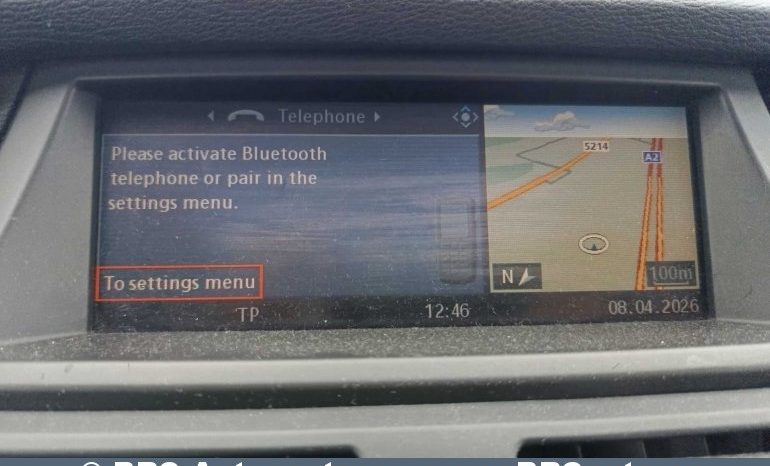 Telephone
Please activate Bluetooth
telephone or pair in the
settings menu.
To settings menu
5214
A2
N
100m
TP
12:46
08.04.2026